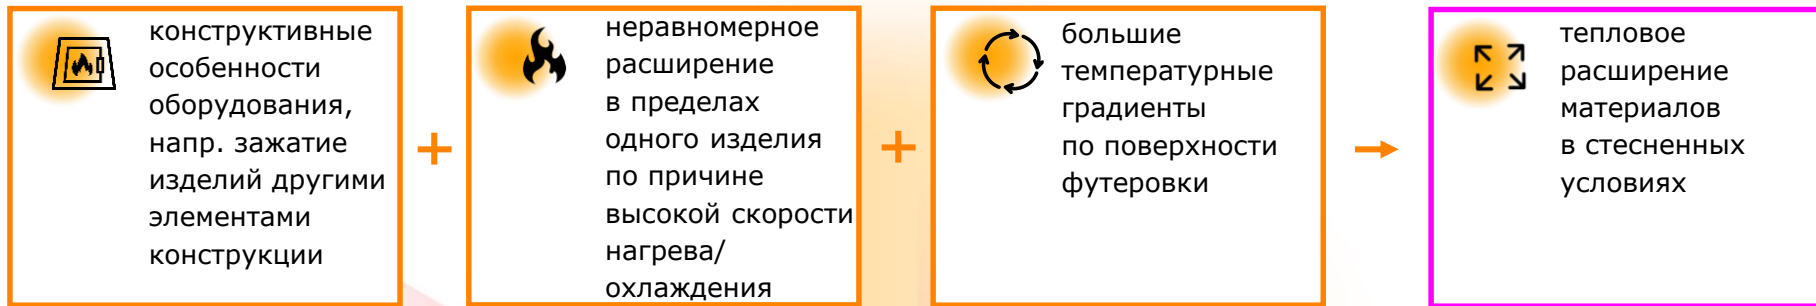 конструктивные
особенности
оборудования,
напр. зажатие
изделий другими
элементами
конструкции
+
неравномерное
расширение
в пределах
одного изделия
по причине
высокой скорости
нагрева/
охлаждения
+
большие
температурные
градиенты
по поверхности
футеровки
тепловое
расширение
материалов
в стесненных
условиях